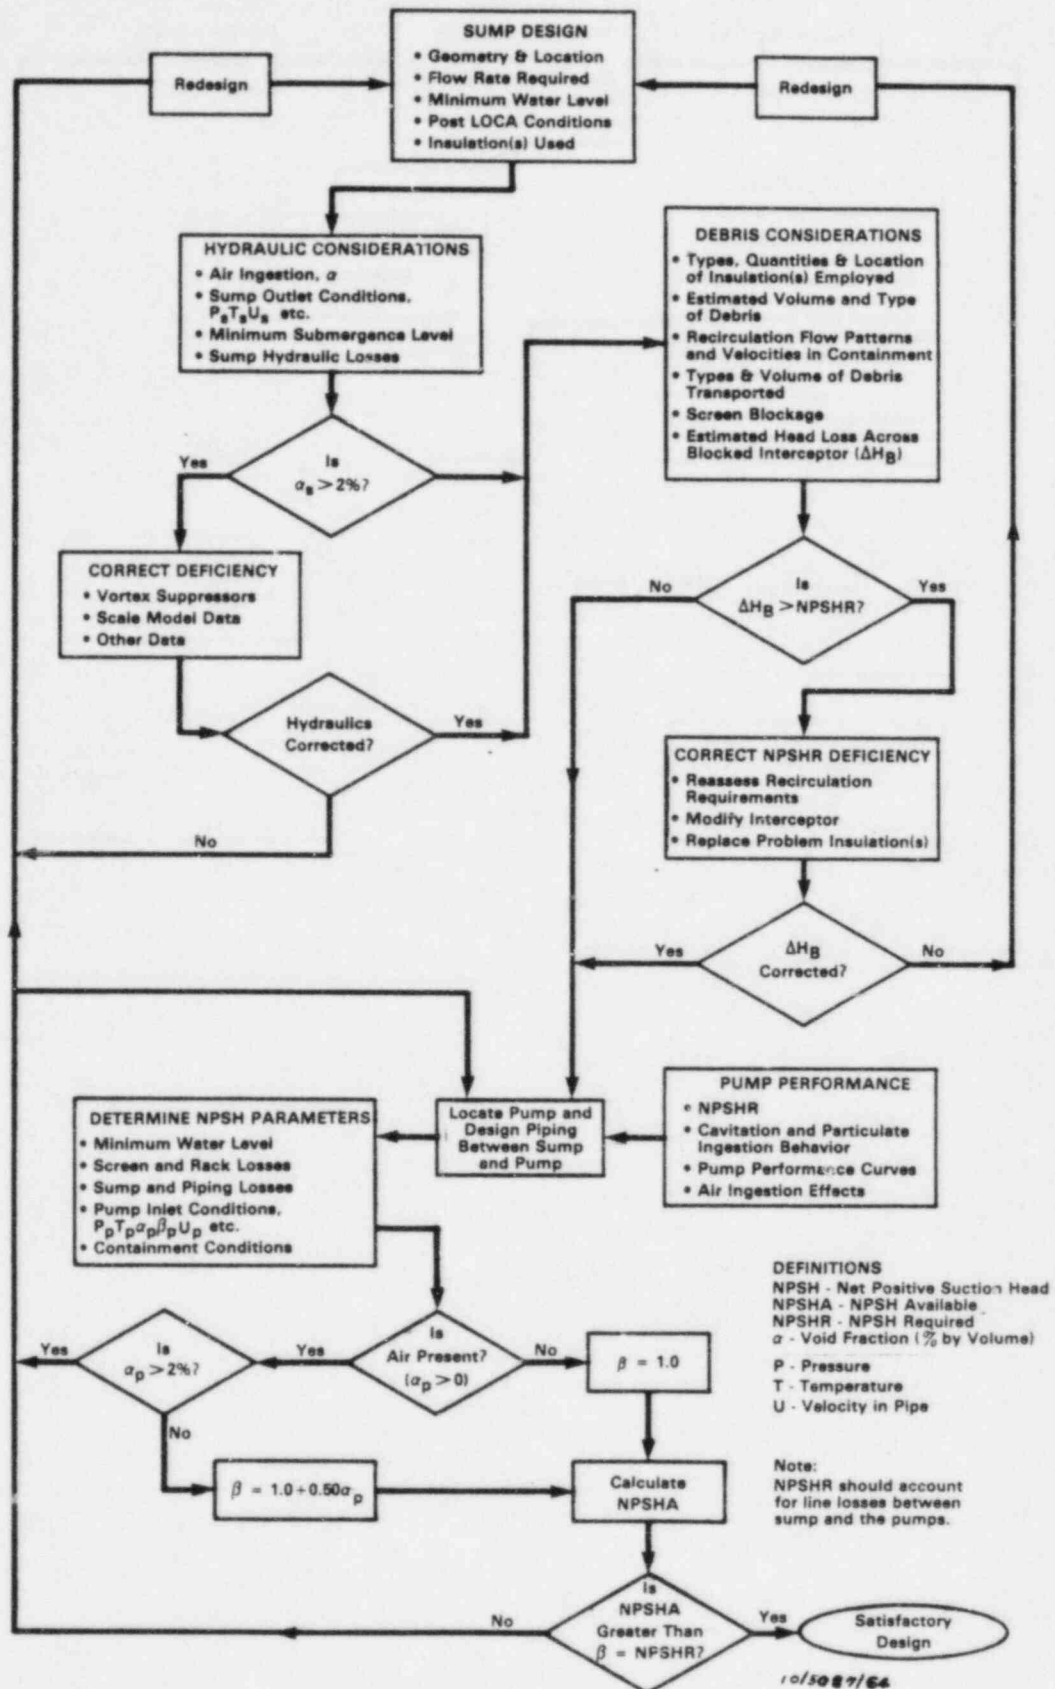 SUMP DESIGN
• Geometry & Location
• Flow Rate Required
• Minimum Water Level
• Post LOCA Conditions
• Insulation(s) Used
Redesign
Redesign
HYDRAULIC CONSIDERATIONS
• Air Ingestion, α
• Sump Outlet Conditions,
PsTsUs etc.
• Minimum Submergence Level
• Sump Hydraulic Losses
DEBRIS CONSIDERATIONS
• Types, Quantities & Location
of Insulation(s) Employed
• Estimated Volume and Type
of Debris
• Recirculation Flow Patterns
and Velocities in Containment
• Types & Volume of Debris
Transported
• Screen Blockage
• Estimated Head Loss Across
Blocked Interceptor (ΔHB)
Yes
Is
αs > 2%?
CORRECT DEFICIENCY
• Vortex Suppressors
• Scale Model Data
• Other Data
No
Is
ΔHB > NPSHR?
Yes
Hydraulics
Corrected?
Yes
No
CORRECT NPSHR DEFICIENCY
• Reassess Recirculation
Requirements
• Modify Interceptor
• Replace Problem Insulation(s)
Yes
ΔHB
Corrected?
No
DETERMINE NPSH PARAMETERS
• Minimum Water Level
• Screen and Rack Losses
• Sump and Piping Losses
• Pump Inlet Conditions,
PpTpαpβpUp etc.
• Containment Conditions
Locate Pump and
Design Piping
Between Sump
and Pump
PUMP PERFORMANCE
• NPSHR
• Cavitation and Particulate
Ingestion Behavior
• Pump Performance Curves
• Air Ingestion Effects
Yes
Is
αp > 2%?
Yes
Is
Air Present?
(αp > 0)
No
β = 1.0
No
β = 1.0 + 0.50αp
Calculate
NPSHA
DEFINITIONS
NPSH - Net Positive Suction Head
NPSHA - NPSH Available
NPSHR - NPSH Required
α - Void Fraction (% by Volume)
P - Pressure
T - Temperature
U - Velocity in Pipe
Note:
NPSHR should account
for line losses between
sump and the pumps.
No
Is
NPSHA
Greater Than
β = NPSHR?
Yes
Satisfactory
Design
10/5087/64